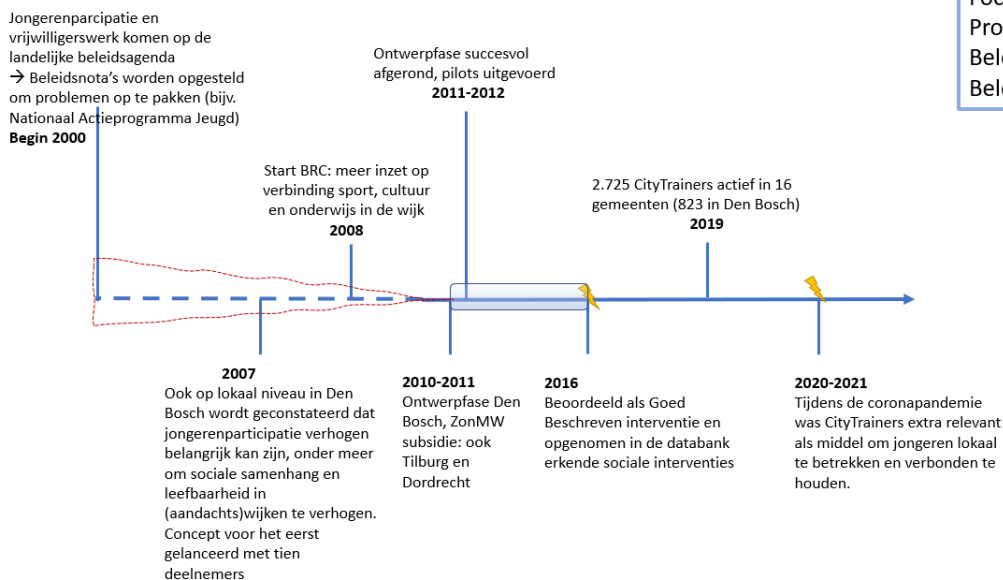 Jongerenparcipatie en
vrijwilligerswerk komen op de
landelijke beleidsagenda
→ Beleidsnota's worden opgesteld
om problemen op te pakken (bijv.
Nationaal Actieprogramma Jeugd)
Begin 2000
Ontwerpfase succesvol
afgerond, pilots uitgevoerd
2011-2012
Start BRC: meer inzet op
verbinding sport, cultuur
en onderwijs in de wijk
2008
2.725 CityTrainers actief in 16
gemeenten (823 in Den Bosch)
2019
2007
Ook op lokaal niveau in Den
Bosch wordt geconstateerd dat
jongerenparticipatie verhogen
belangrijk kan zijn, onder meer
om sociale samenhang en
leefbaarheid in
(aandachts)wijken te verhogen.
Concept voor het eerst
gelanceerd met tien
deelnemers
2010-2011
Ontwerpfase Den
Bosch, ZonMW
subsidie: ook
Tilburg en
Dordrecht
2016
Beoordeeld als Goed
Beschreven interventie en
opgenomen in de databank
erkende sociale interventies
2020-2021
Tijdens de coronapandemie
was CityTrainers extra relevant
als middel om jongeren lokaal
te betrekken en verbonden te
houden.
Pro
Bele
Bele